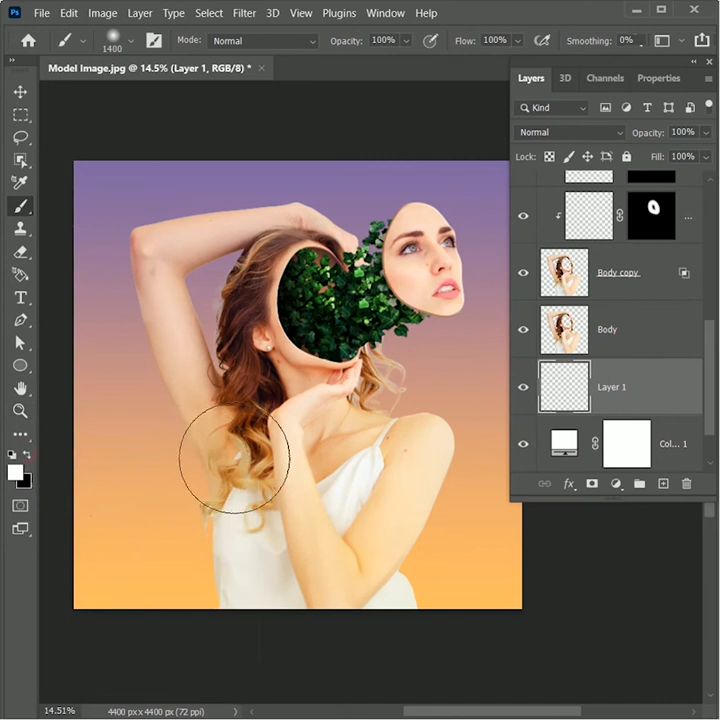 Ps File Edit Image Layer Type Select Filter 3D View Plugins Window Help
1400 Mode: Normal Opacity: 100% Flow: 100% Smoothing: 0%
Model Image.jpg @ 14.5% (Layer 1, RGB/8) *
Layers 3D Channels Properties
Kind
Normal Opacity: 100%
Lock: Fill: 100%
...
Body copy
Body
Layer 1
Col... 1
fx
14.51% 4400 px x 4400 px (72 ppi)